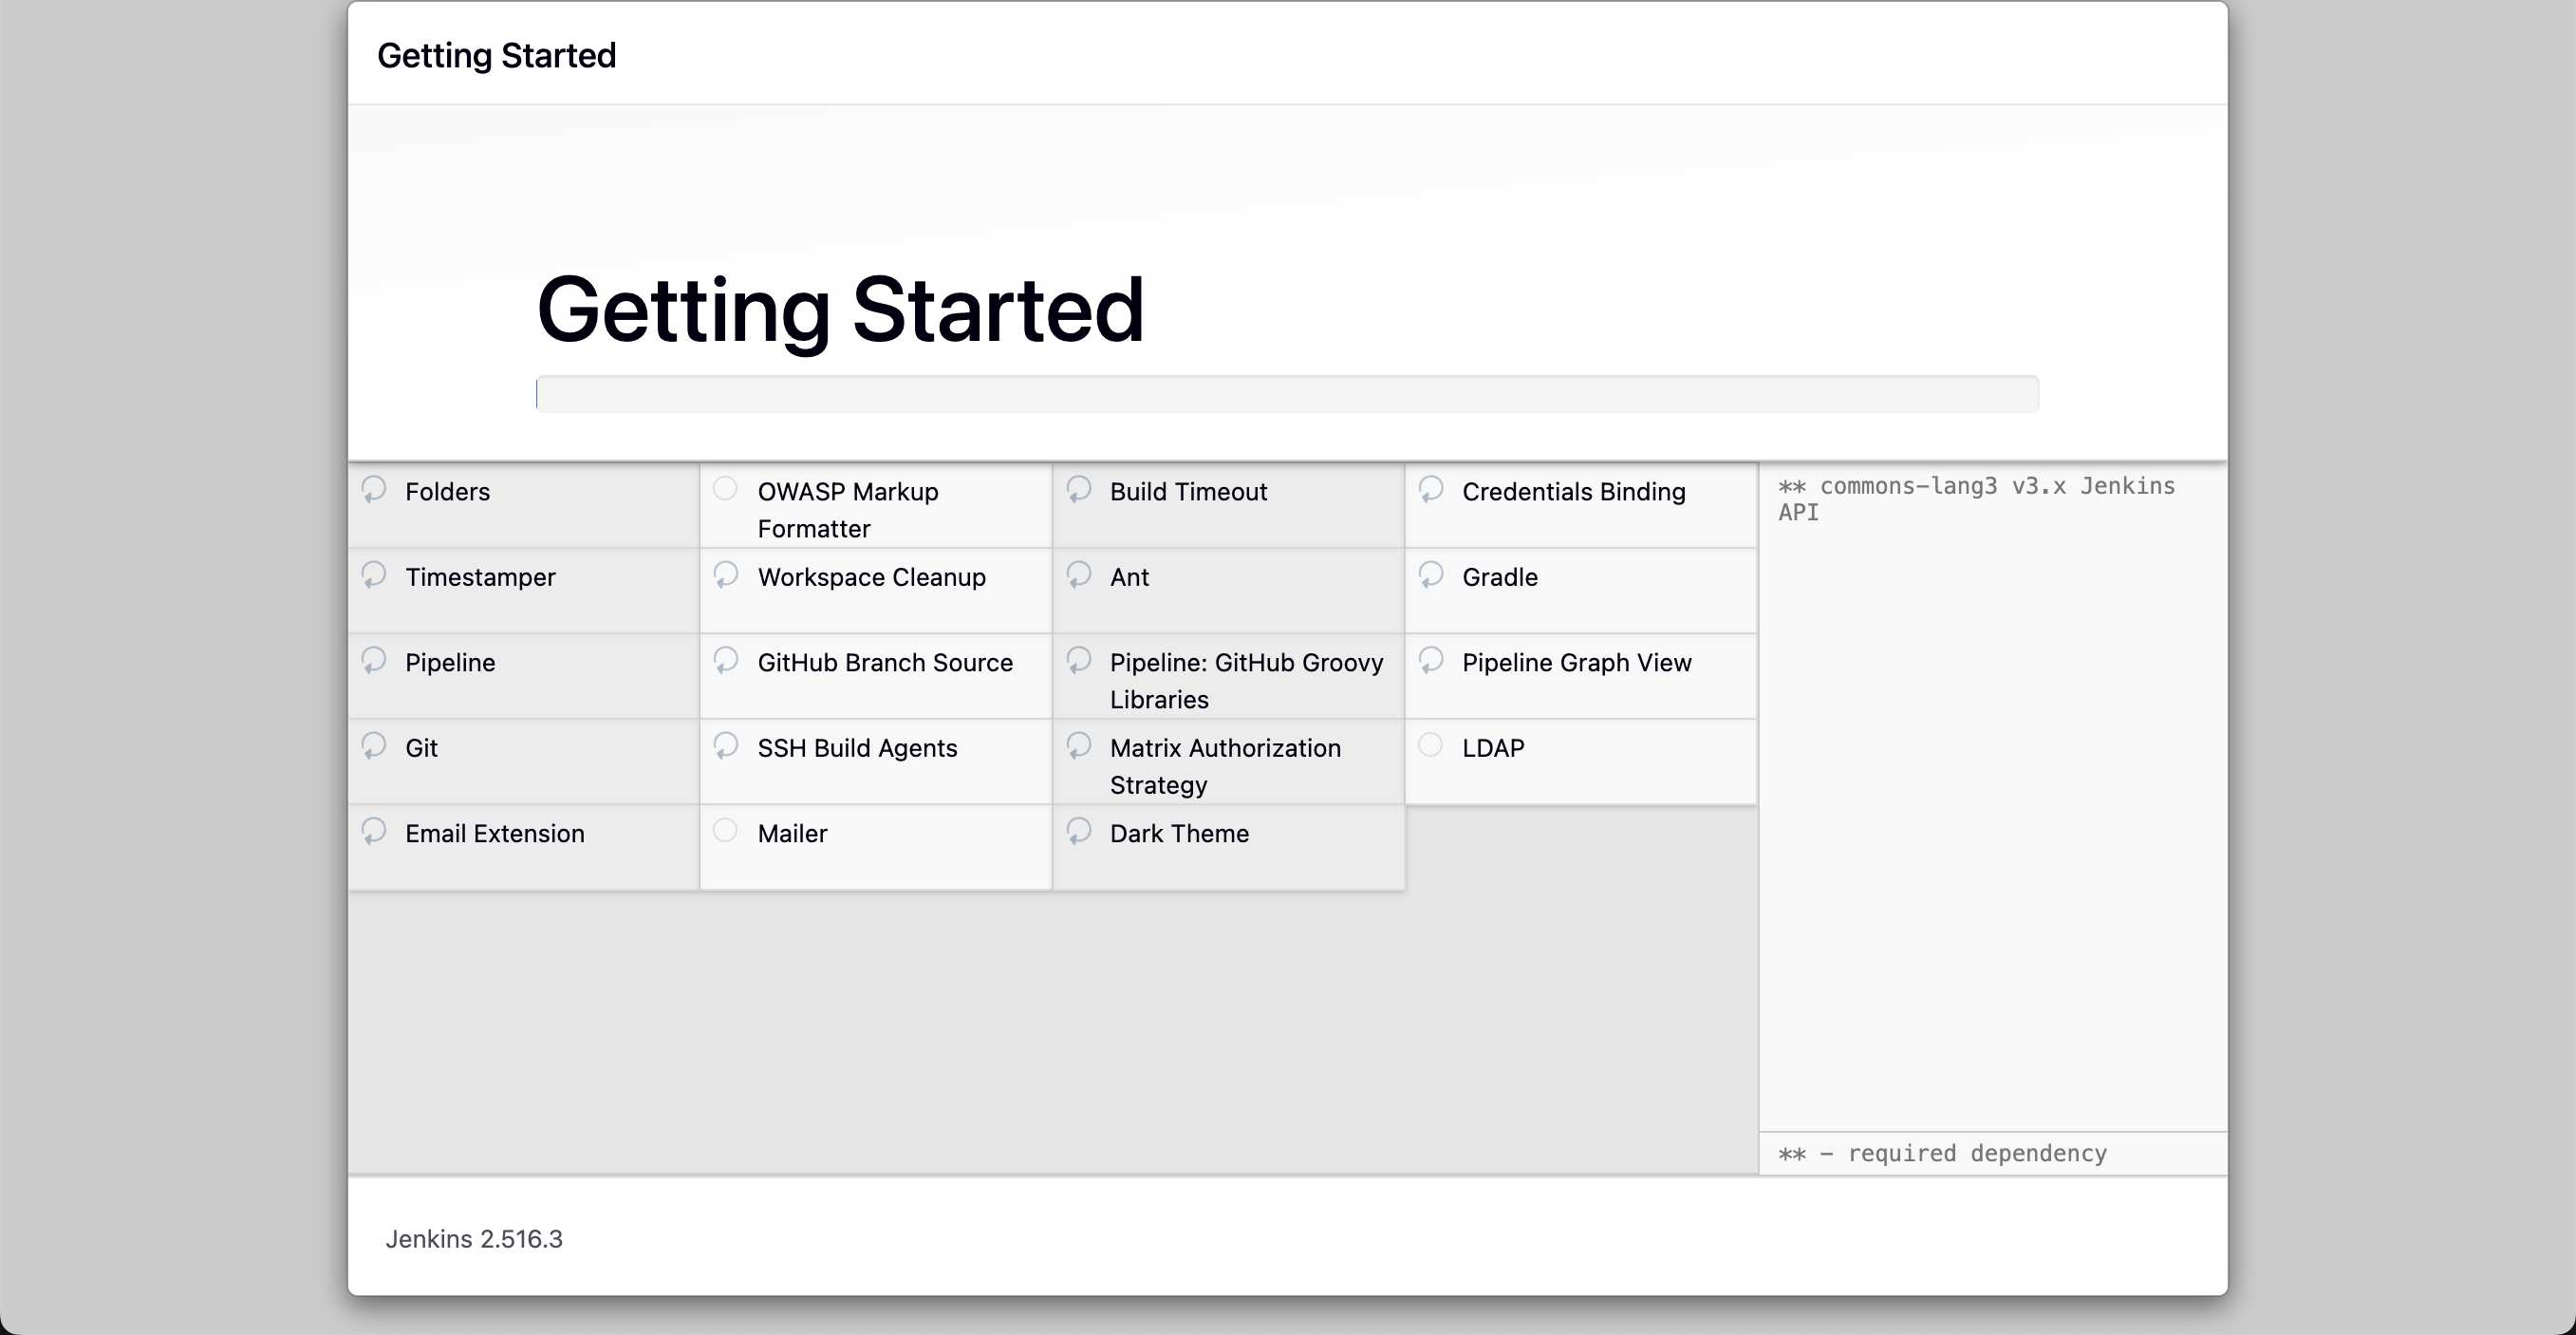 Getting Started
Getting Started
Folders
OWASP Markup
Formatter
Build Timeout
Credentials Binding
Timestamper
Workspace Cleanup
Ant
Gradle
Pipeline
GitHub Branch Source
Pipeline: GitHub Groovy
Libraries
Pipeline Graph View
Git
SSH Build Agents
Matrix Authorization
Strategy
LDAP
Email Extension
Mailer
Dark Theme
** commons-lang3 v3.x Jenkins
API
** - required dependency
Jenkins 2.516.3